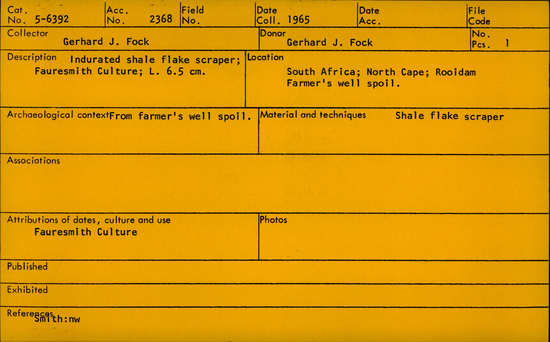 Cat. No. 5-6392 Acc. No. 2368 Field No. Date Coll. 1965 Date Acc. File Code
Collector Gerhard J. Fock Donor Gerhard J. Fock No. Pcs. 1
Description Indurated shale flake scraper; Location
Fauresmith Culture; L. 6.5 cm. South Africa; North Cape; Rooidam
Farmer's well spoil.
Archaeological context From farmer's well spoil. Material and techniques Shale flake scraper
Associations
Attributions of dates, culture and use Photos
Fauresmith Culture
Published
Exhibited
References
Smith:nw